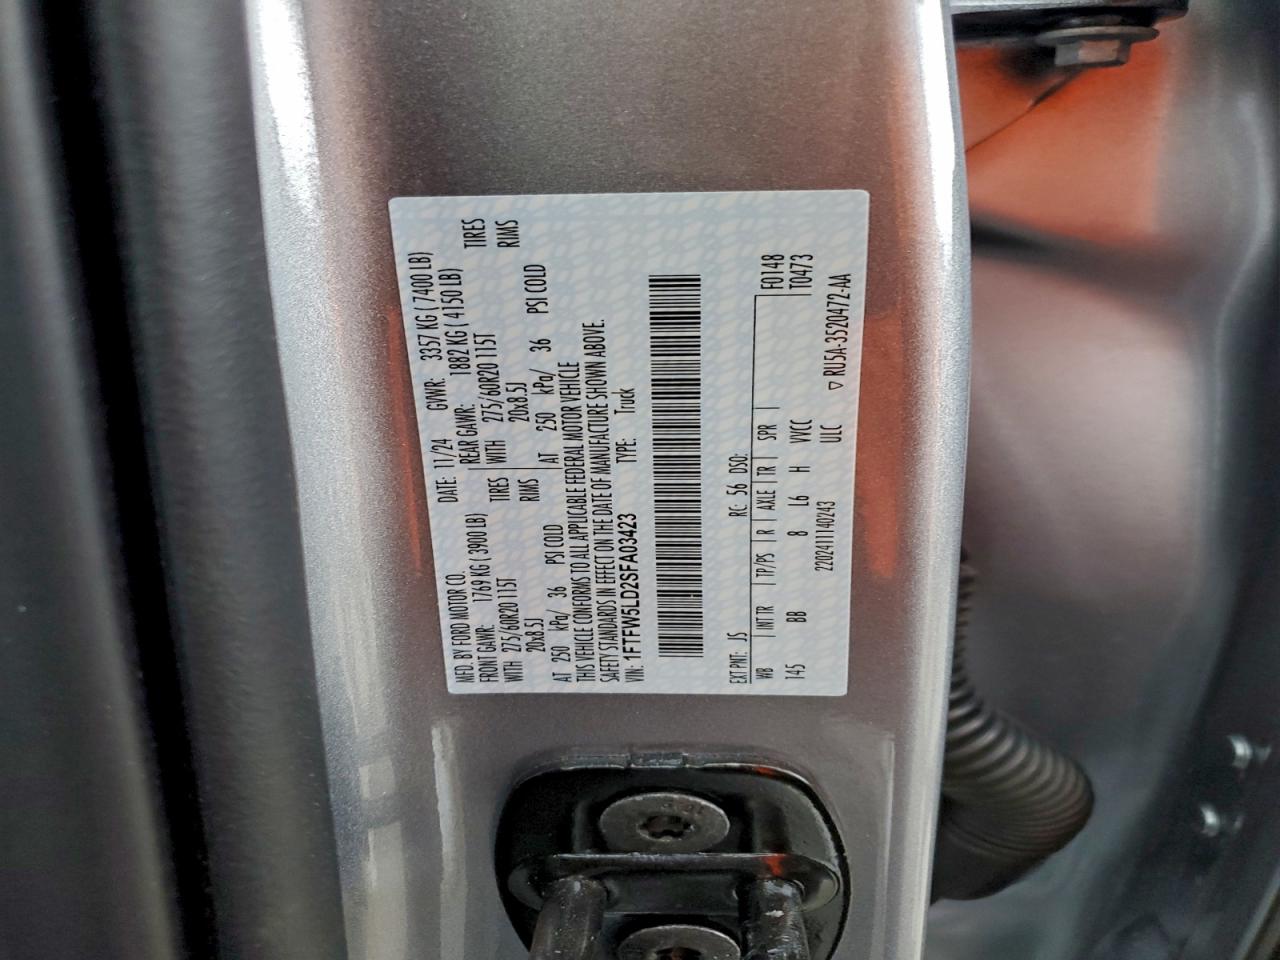 MFD. BY FORD MOTOR CO. DATE: 11/24 GVWR: 3357 KG ( 7400 LB)
FRONT GAWR: 1769 KG ( 3900 LB) REAR GAWR: 1882 KG ( 4150 LB)
WITH 275/60R20 115T TIRES WITH 275/60R20 115T TIRES
20x8.5J RIMS 20x8.5J RIMS
AT 250 kPa/ 36 PSI COLD AT 250 kPa/ 36 PSI COLD
THIS VEHICLE CONFORMS TO ALL APPLICABLE FEDERAL MOTOR VEHICLE
SAFETY STANDARDS IN EFFECT ON THE DATE OF MANUFACTURE SHOWN ABOVE.
VIN: 1FTFW5LD2SFA03423 TYPE: Truck
EXT PNT: JS RC: 56 DSO:
WB INT TR TP/PS R AXLE TR SPR F0148
145 BB 8 L6 H VVCC T0473
2202411140243 ULC ▽ RU5A-3520472-AA